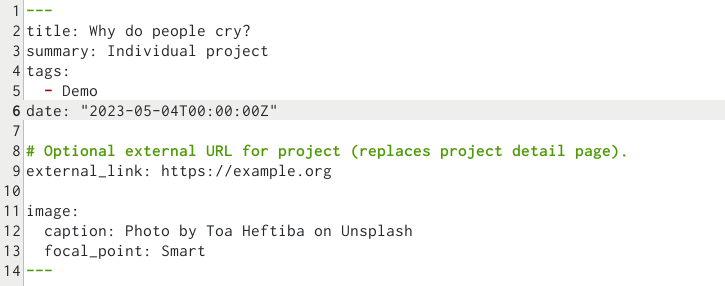 1 ---
2 title: Why do people cry?
3 summary: Individual project
4 tags:
5   - Demo
6 date: "2023-05-04T00:00:00Z"
7
8 # Optional external URL for project (replaces project detail page).
9 external_link: https://example.org
10
11 image:
12   caption: Photo by Toa Heftiba on Unsplash
13   focal_point: Smart
14 ---